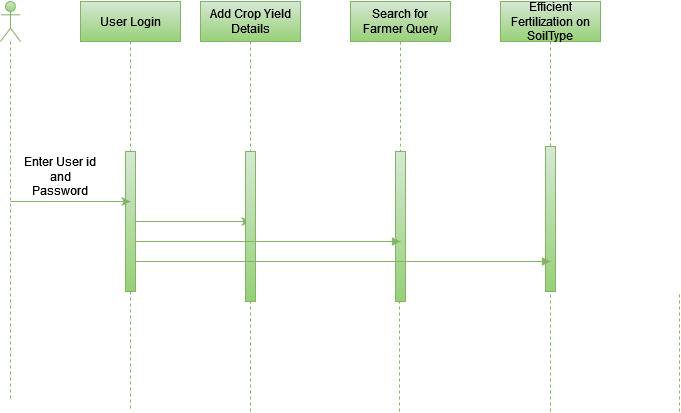 User Login
Add Crop Yield
Details
Search for
Farmer Query
Efficient
Fertilization on
SoilType
Enter User id
and
Password